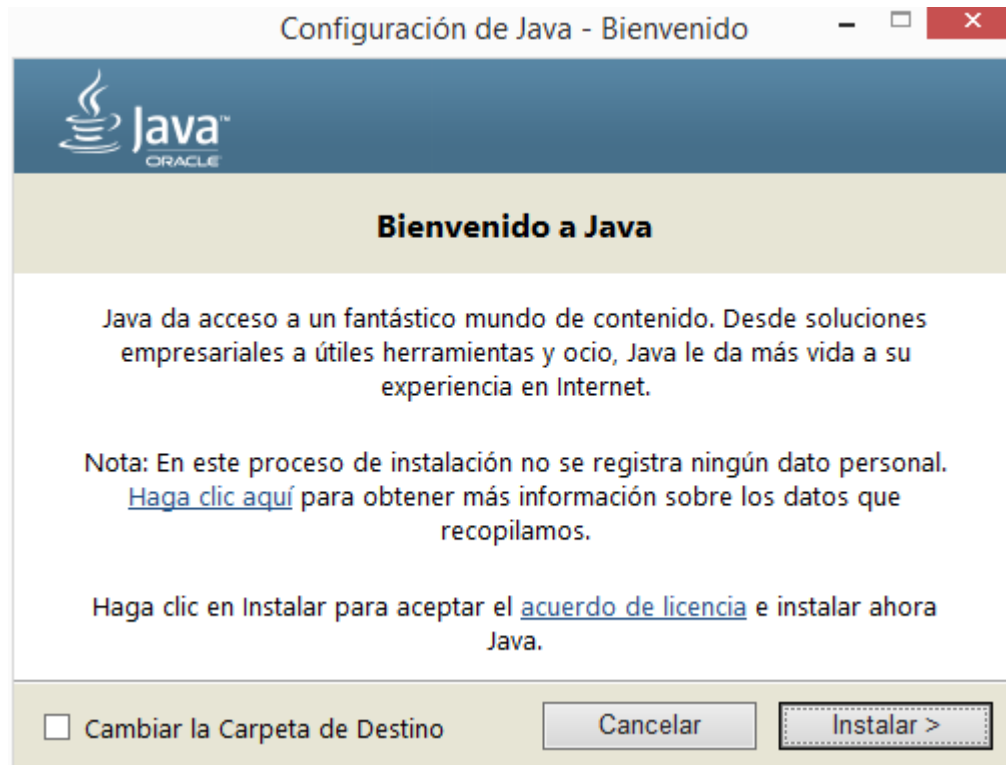 Configuración de Java - Bienvenido
Java™
ORACLE
Bienvenido a Java
Java da acceso a un fantástico mundo de contenido. Desde soluciones
empresariales a útiles herramientas y ocio, Java le da más vida a su
experiencia en Internet.
Nota: En este proceso de instalación no se registra ningún dato personal.
Haga clic aquí para obtener más información sobre los datos que
recopilamos.
Haga clic en Instalar para aceptar el acuerdo de licencia e instalar ahora
Java.
Cambiar la Carpeta de Destino
Cancelar
Instalar >